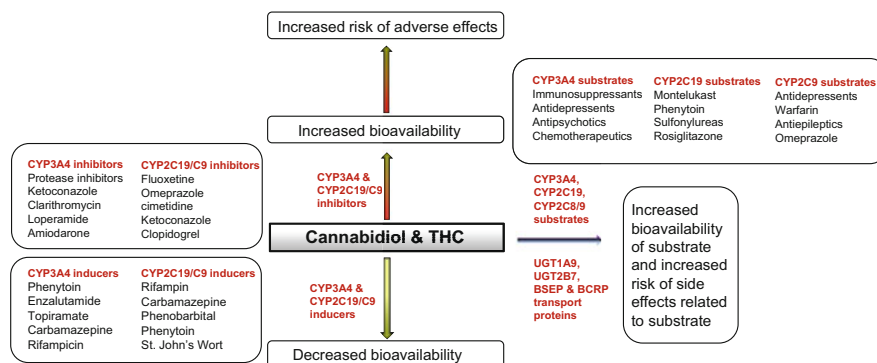 Increased risk of adverse effects
Increased bioavailability
CYP3A4 substrates
Immunosuppressants
Antidepressents
Antipsychotics
Chemotherapeutics
CYP2C19 substrates
Montelukast
Phenytoin
Sulfonylureas
Rosiglitazone
CYP2C9 substrates
Antidepressents
Warfarin
Antiepileptics
Omeprazole
CYP3A4 inhibitors
Protease inhibitors
Ketoconazole
Clarithromycin
Loperamide
Amiodarone
CYP2C19/C9 inhibitors
Fluoxetine
Omeprazole
cimetidine
Ketoconazole
Clopidogrel
CYP3A4 &
CYP2C19/C9
inhibitors
CYP3A4,
CYP2C19,
CYP2C8/9
substrates
Cannabidiol & THC
Increased
bioavailability
of substrate
and increased
risk of side
effects related
to substrate
UGT1A9,
UGT2B7,
BSEP & BCRP
transport
proteins
CYP3A4 inducers
Phenytoin
Enzalutamide
Topiramate
Carbamazepine
Rifampicin
CYP2C19/C9 inducers
Rifampin
Carbamazepine
Phenobarbital
Phenytoin
St. John's Wort
CYP3A4 &
CYP2C19/C9
inducers
Decreased bioavailability